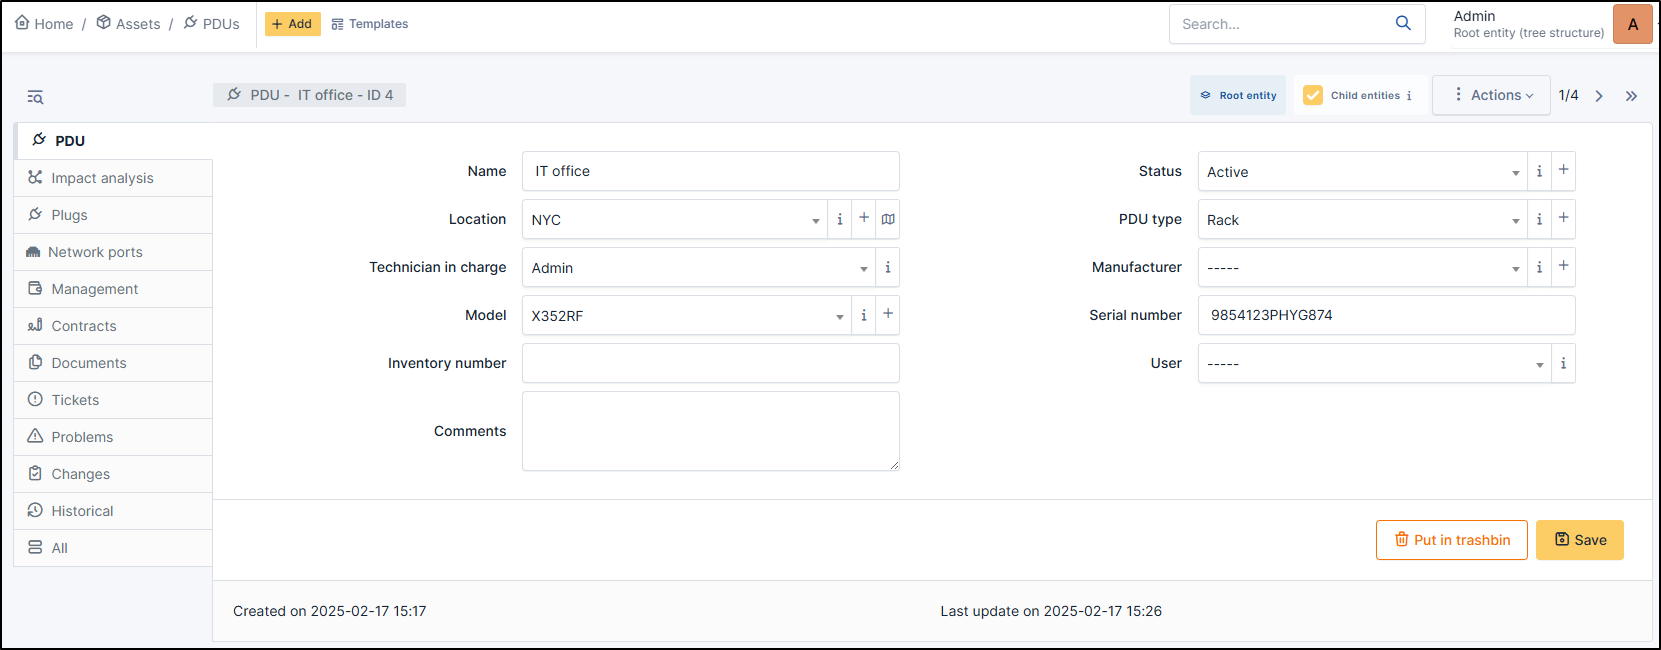 Home / Assets / PDUs + Add Templates Search... Admin
Root entity (tree structure) A
PDU - IT office - ID 4 Root entity Child entities i Actions 1/4
PDU
Impact analysis
Plugs
Network ports
Management
Contracts
Documents
Tickets
Problems
Changes
Historical
All
Name IT office Status Active i +
Location NYC i + PDU type Rack i +
Technician in charge Admin i Manufacturer ----- i +
Model X352RF i + Serial number 9854123PHYG874
Inventory number User ----- i
Comments
Put in trashbin Save
Created on 2025-02-17 15:17 Last update on 2025-02-17 15:26